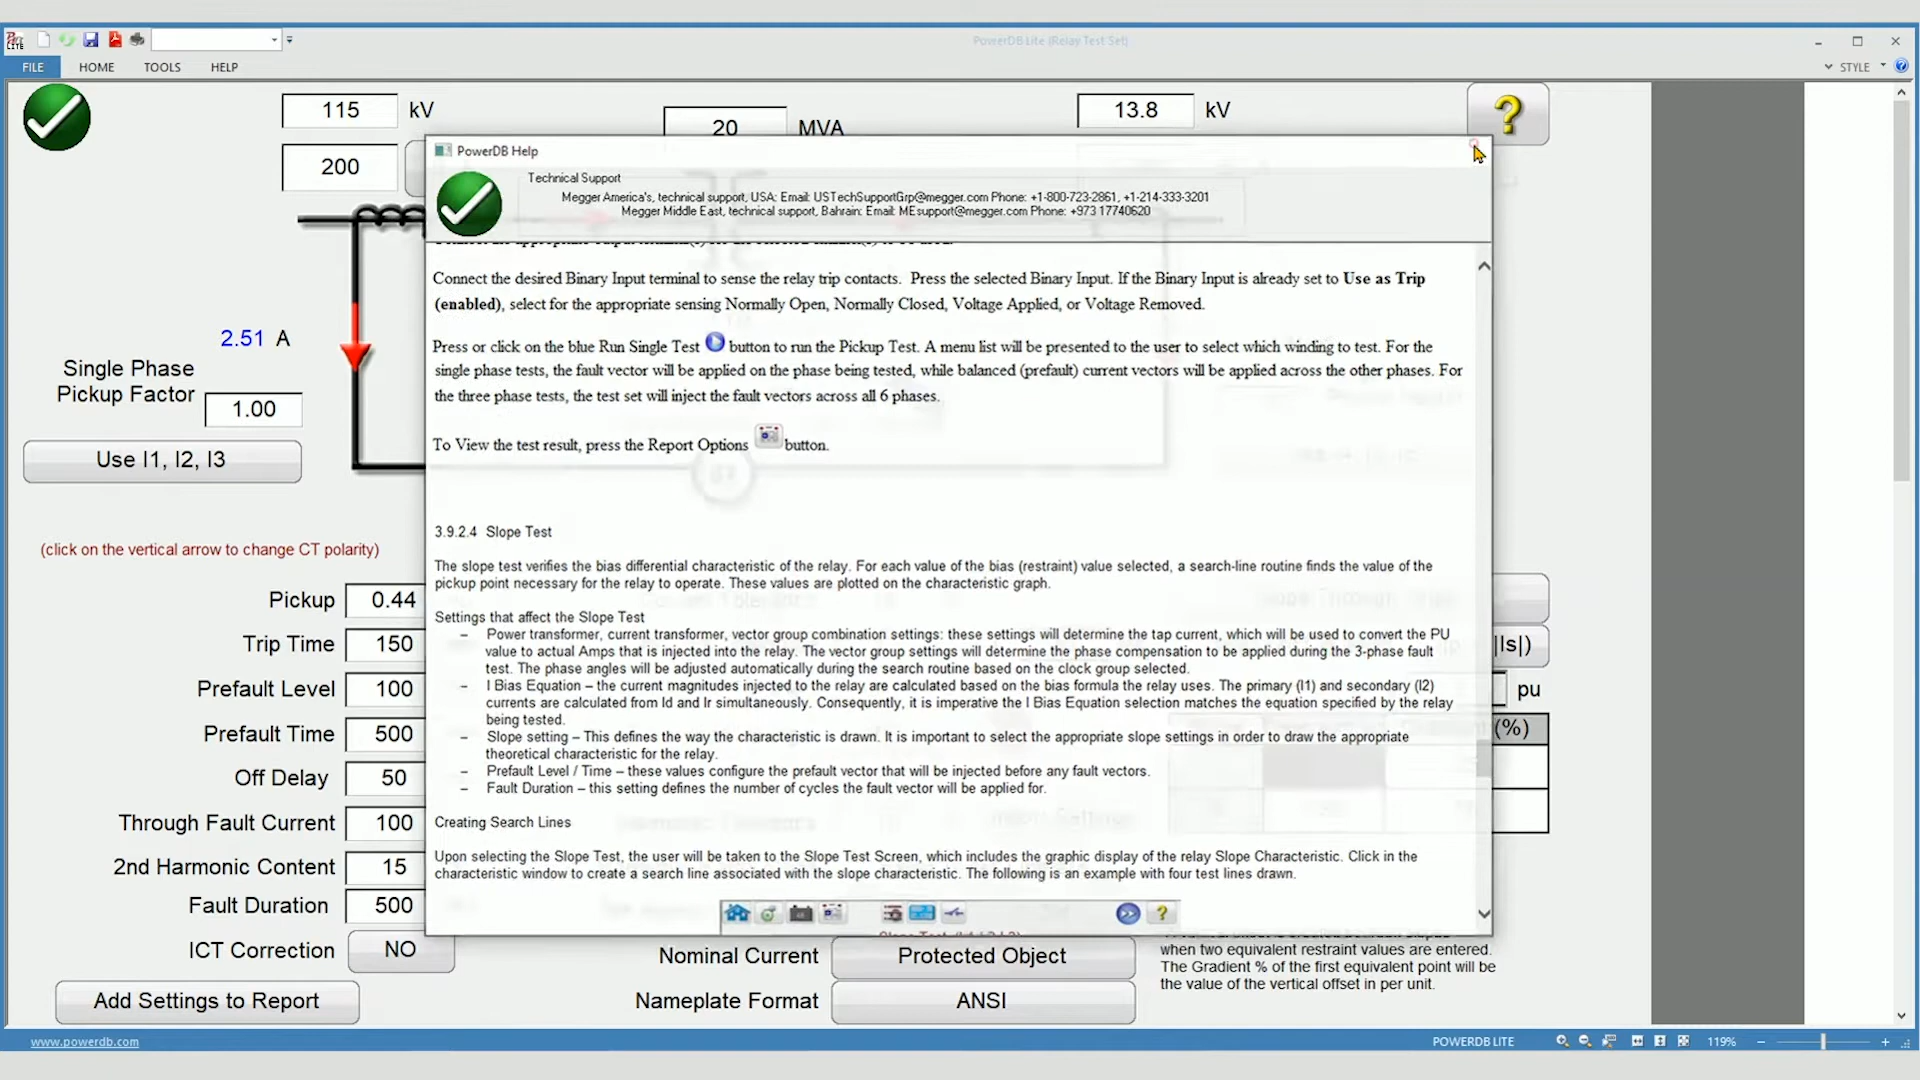 PowerDB Lite (Relay Test Set)
FILE HOME TOOLS HELP
STYLE
115 kV
20 MVA
13.8 kV
200
PowerDB Help
Technical Support
Megger America's, technical support, USA: Email: USTechSupportGrp@megger.com Phone: +1-800-723-2861, +1-214-333-3201
Megger Middle East, technical support, Bahrain: Email: MEsupport@megger.com Phone: +973 17740620
Connect the desired Binary Input terminal to sense the relay trip contacts. Press the selected Binary Input. If the Binary Input is already set to Use as Trip
(enabled), select for the appropriate sensing Normally Open, Normally Closed, Voltage Applied, or Voltage Removed.
Press or click on the blue Run Single Test button to run the Pickup Test. A menu list will be presented to the user to select which winding to test. For the
single phase tests, the fault vector will be applied on the phase being tested, while balanced (prefault) current vectors will be applied across the other phases. For
the three phase tests, the test set will inject the fault vectors across all 6 phases.
To View the test result, press the Report Options button.
3.9.2.4 Slope Test
The slope test verifies the bias differential characteristic of the relay. For each value of the bias (restraint) value selected, a search-line routine finds the value of the
pickup point necessary for the relay to operate. These values are plotted on the characteristic graph.
Settings that affect the Slope Test
– Power transformer, current transformer, vector group combination settings: these settings will determine the tap current, which will be used to convert the PU
value to actual Amps that is injected into the relay. The vector group settings will determine the phase compensation to be applied during the 3-phase fault
test. The phase angles will be adjusted automatically during the search routine based on the clock group selected.
– I Bias Equation – the current magnitudes injected to the relay are calculated based on the bias formula the relay uses. The primary (I1) and secondary (I2)
currents are calculated from Id and Ir simultaneously. Consequently, it is imperative the I Bias Equation selection matches the equation specified by the relay
being tested.
– Slope setting – This defines the way the characteristic is drawn. It is important to select the appropriate slope settings in order to draw the appropriate
theoretical characteristic for the relay.
– Prefault Level / Time – these values configure the prefault vector that will be injected before any fault vectors.
– Fault Duration – this setting defines the number of cycles the fault vector will be applied for.
Creating Search Lines
Upon selecting the Slope Test, the user will be taken to the Slope Test Screen, which includes the graphic display of the relay Slope Characteristic. Click in the
characteristic window to create a search line associated with the slope characteristic. The following is an example with four test lines drawn.
2.51 A
Single Phase
Pickup Factor 1.00
Use I1, I2, I3
(click on the vertical arrow to change CT polarity)
Pickup 0.44
Trip Time 150
Prefault Level 100
Prefault Time 500
Off Delay 50
Through Fault Current 100
2nd Harmonic Content 15
Fault Duration 500
ICT Correction NO
Add Settings to Report
|Is|)
pu
(%)
Nominal Current Protected Object
Nameplate Format ANSI
when two equivalent restraint values are entered.
The Gradient % of the first equivalent point will be
the value of the vertical offset in per unit.
www.powerdb.com
POWERDB LITE
119%